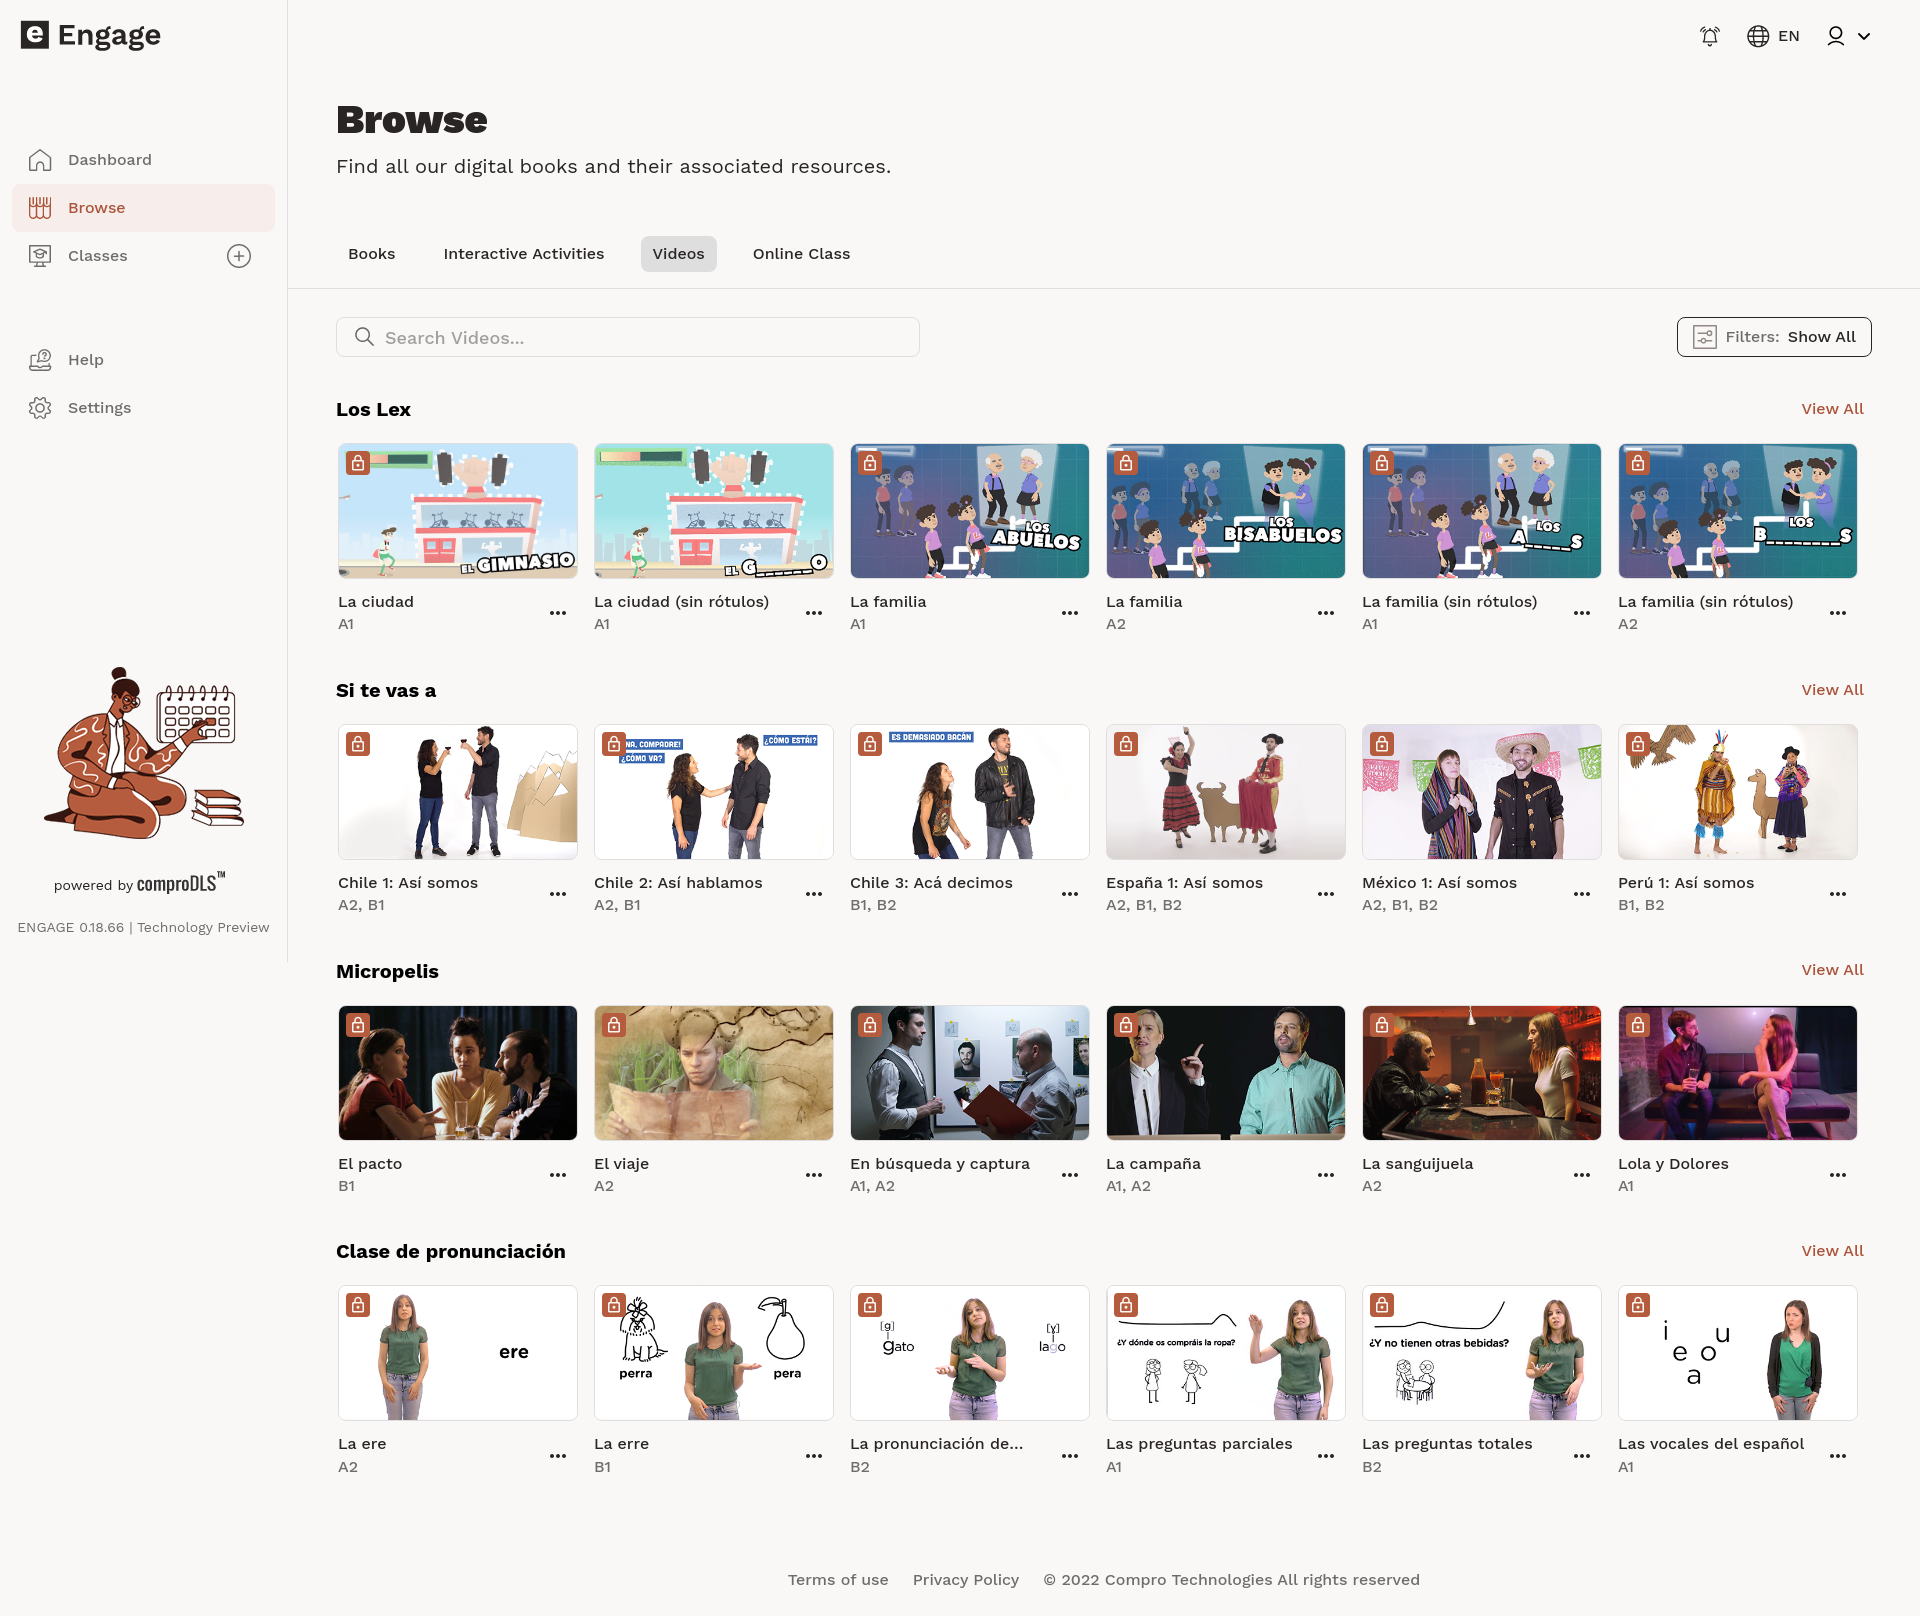 e Engage
EN
Dashboard
Browse
Classes
Help
Settings
powered by comproDLS™
ENGAGE 0.18.66 | Technology Preview
Browse
Find all our digital books and their associated resources.
Books Interactive Activities Videos Online Class
Search Videos...
Filters: Show All
Los Lex View All
EL GIMNASIO
EL G_____O
LOS ABUELOS
LOS BISABUELOS
LOS A_____S
LOS B________S
La ciudad
A1
La ciudad (sin rótulos)
A1
La familia
A1
La familia
A2
La familia (sin rótulos)
A1
La familia (sin rótulos)
A2
Si te vas a View All
NA, COMPADRE!
¿CÓMO VA?
¿CÓMO ESTÁI?
ES DEMASIADO BACÁN
Chile 1: Así somos
A2, B1
Chile 2: Así hablamos
A2, B1
Chile 3: Acá decimos
B1, B2
España 1: Así somos
A2, B1, B2
México 1: Así somos
A2, B1, B2
Perú 1: Así somos
B1, B2
Micropelis View All
#1 #2 #3
El pacto
B1
El viaje
A2
En búsqueda y captura
A1, A2
La campaña
A1, A2
La sanguijuela
A2
Lola y Dolores
A1
Clase de pronunciación View All
ere
perra
pera
[g]
gato
[ɣ]
lago
¿Y dónde os compráis la ropa?
¿Y no tienen otras bebidas?
i u
e o
a
La ere
A2
La erre
B1
La pronunciación de...
B2
Las preguntas parciales
A1
Las preguntas totales
B2
Las vocales del español
A1
Terms of use Privacy Policy © 2022 Compro Technologies All rights reserved